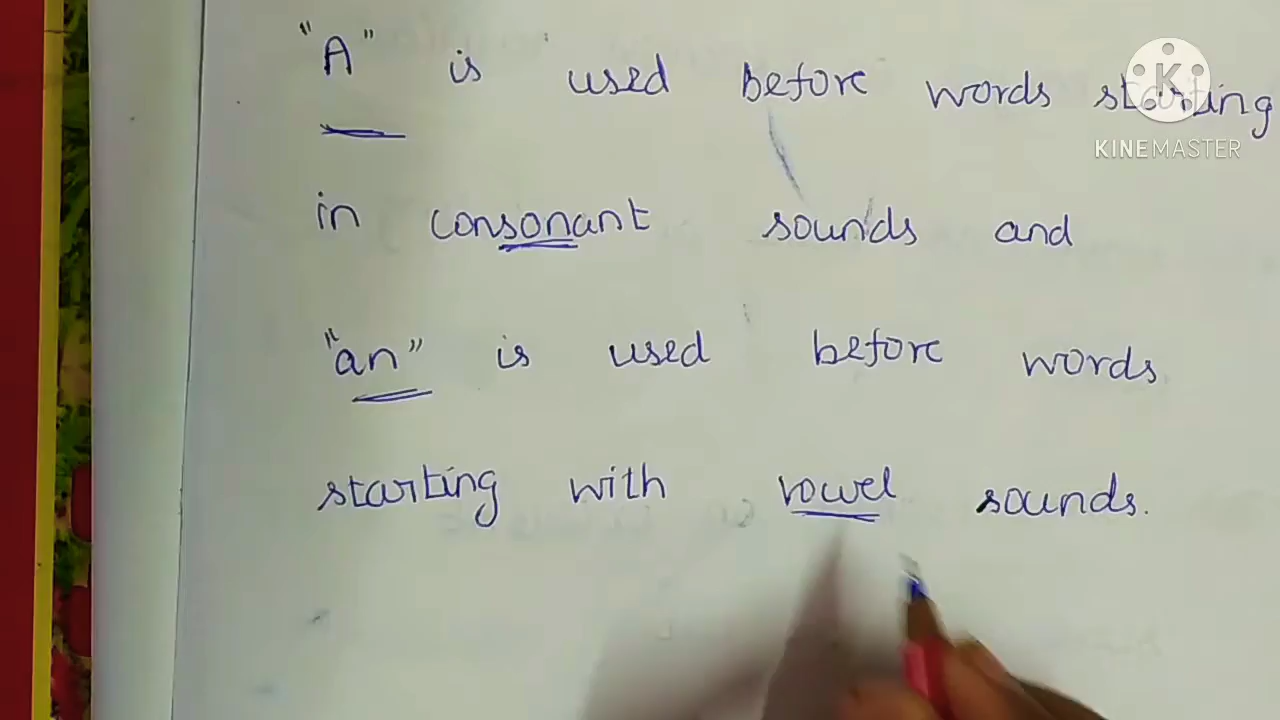 "A" is used before words starting
in consonant sounds and
"an" is used before words
starting with vowel sounds.
K
KINEMASTER